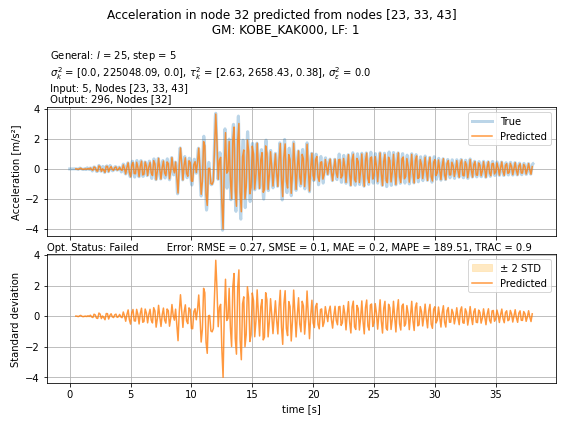 Acceleration in node 32 predicted from nodes [23, 33, 43]
GM: KOBE_KAK000, LF: 1
General: l = 25, step = 5
σ²ₖ = [0.0, 225048.09, 0.0], τ²ₖ = [2.63, 2658.43, 0.38], σ²ε = 0.0
Input: 5, Nodes [23, 33, 43]
Output: 296, Nodes [32]
Acceleration [m/s²]
4
2
0
−2
−4
True
Predicted
Opt. Status: Failed
Error: RMSE = 0.27, SMSE = 0.1, MAE = 0.2, MAPE = 189.51, TRAC = 0.9
Standard deviation
4
2
0
−2
−4
± 2 STD
Predicted
0 5 10 15 20 25 30 35
time [s]